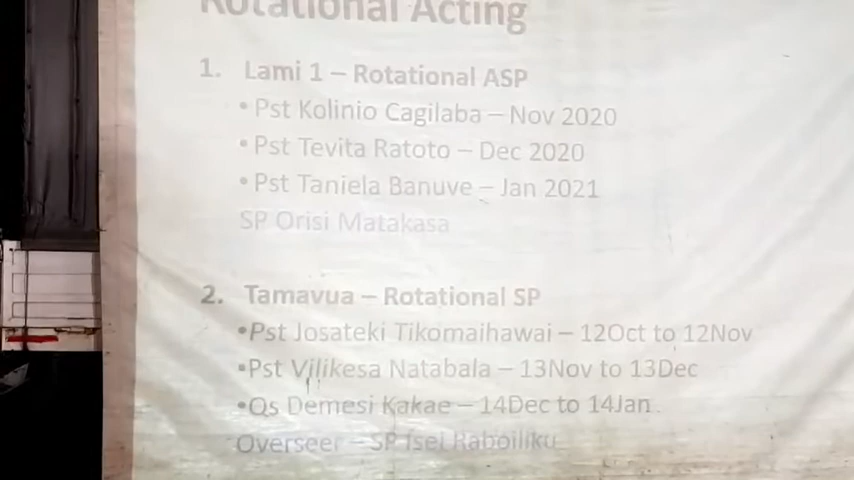 Rotational Acting
1. Lami 1 – Rotational ASP
• Pst Kolinio Cagilaba – Nov 2020
• Pst Tevita Ratoto – Dec 2020
• Pst Taniela Banuve – Jan 2021
SP Orisi Matakasa
2. Tamavua – Rotational SP
•Pst Josateki Tikomaihawai – 12Oct to 12Nov
•Pst Vilikesa Natabala – 13Nov to 13Dec
•Qs Demesi Kakae – 14Dec to 14Jan
Overseer – SP Isei Raboiliku